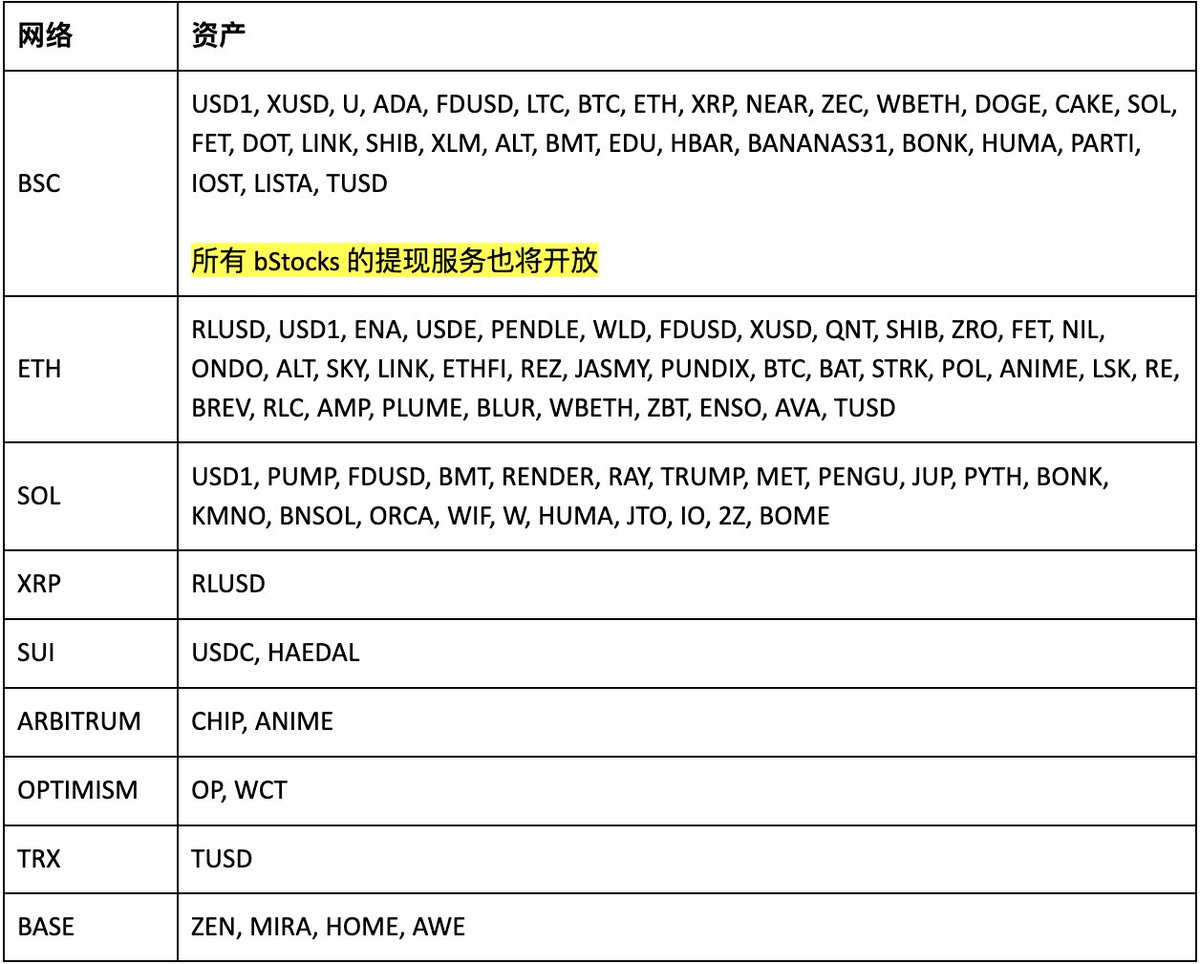 网络
资产
BSC
USD1, XUSD, U, ADA, FDUSD, LTC, BTC, ETH, XRP, NEAR, ZEC, WBETH, DOGE, CAKE, SOL,
FET, DOT, LINK, SHIB, XLM, ALT, BMT, EDU, HBAR, BANANAS31, BONK, HUMA, PARTI,
IOST, LISTA, TUSD
所有 bStocks 的提现服务也将开放
ETH
RLUSD, USD1, ENA, USDE, PENDLE, WLD, FDUSD, XUSD, QNT, SHIB, ZRO, FET, NIL,
ONDO, ALT, SKY, LINK, ETHFI, REZ, JASMY, PUNDIX, BTC, BAT, STRK, POL, ANIME, LSK, RE,
BREV, RLC, AMP, PLUME, BLUR, WBETH, ZBT, ENSO, AVA, TUSD
SOL
USD1, PUMP, FDUSD, BMT, RENDER, RAY, TRUMP, MET, PENGU, JUP, PYTH, BONK,
KMNO, BNSOL, ORCA, WIF, W, HUMA, JTO, IO, 2Z, BOME
XRP
RLUSD
SUI
USDC, HAEDAL
ARBITRUM
CHIP, ANIME
OPTIMISM
OP, WCT
TRX
TUSD
BASE
ZEN, MIRA, HOME, AWE